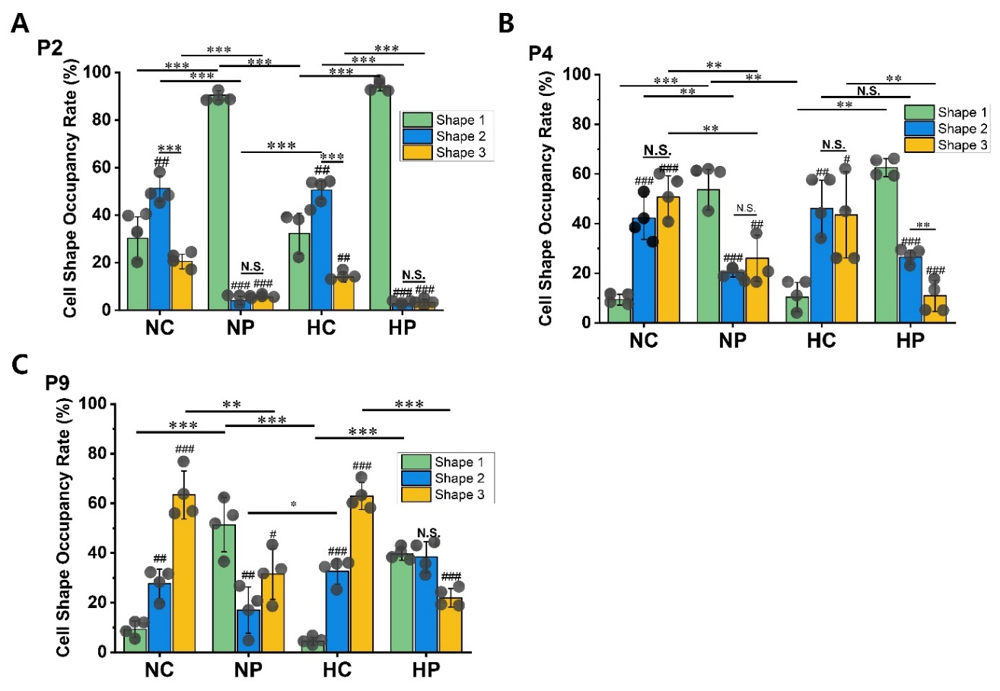 A
P2
Cell Shape Occupancy Rate (%)
100
80
60
40
20
0
***
***
***
***
***
***
***
***
##
***
***
##
##
N.S.
###
###
N.S.
###
###
NC
NP
HC
HP
Shape 1
Shape 2
Shape 3
B
P4
Cell Shape Occupancy Rate (%)
100
80
60
40
20
0
**
***
**
**
**
N.S.
**
**
N.S.
###
###
N.S.
###
##
N.S.
##
#
**
###
###
NC
NP
HC
HP
Shape 1
Shape 2
Shape 3
C
P9
Cell Shape Occupancy Rate (%)
100
80
60
40
20
0
**
***
***
***
***
###
##
*
##
#
###
###
N.S.
###
NC
NP
HC
HP
Shape 1
Shape 2
Shape 3